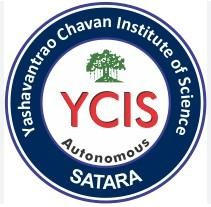 Yashavantrao Chavan Institute of Science
YCIS
Autonomous
SATARA